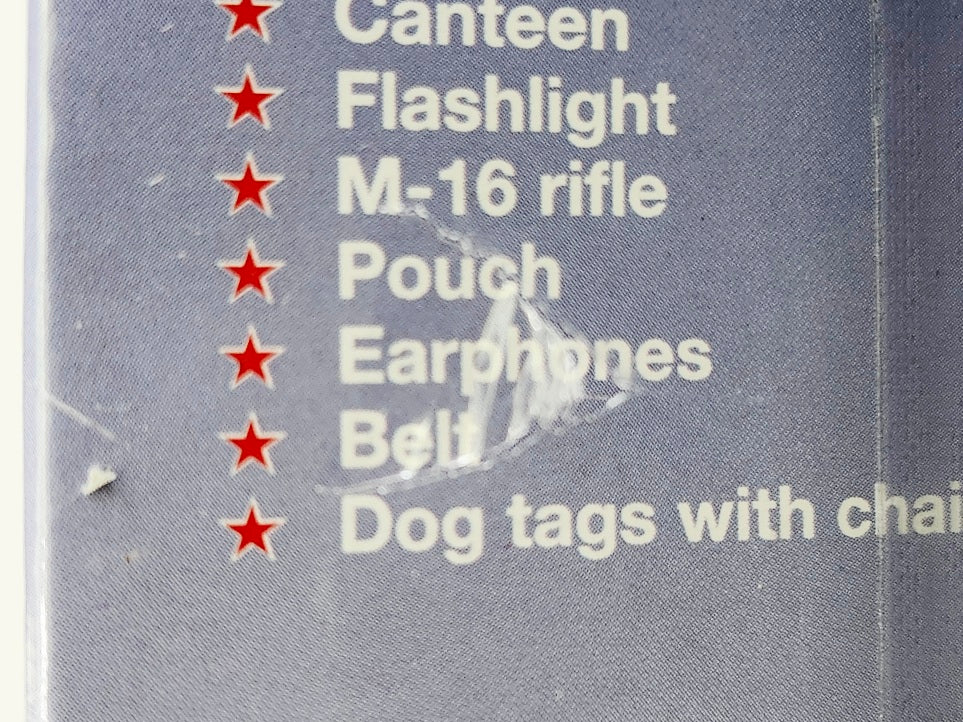 Canteen
Flashlight
M-16 rifle
Pouch
Earphones
Belt
Dog tags with chai